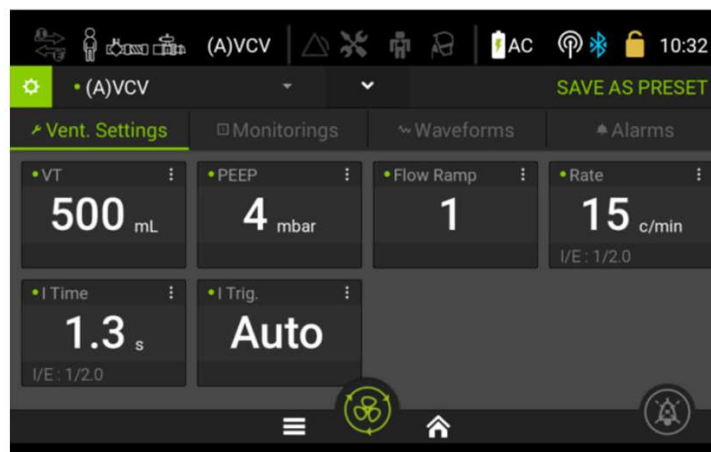 (A)VCV AC 10:32
(A)VCV SAVE AS PRESET
Vent. Settings Monitorings Waveforms Alarms
VT PEEP Flow Ramp Rate
500 mL 4 mbar 1 15 c/min
I/E : 1/2.0
I Time I Trig.
1.3 s Auto
I/E : 1/2.0